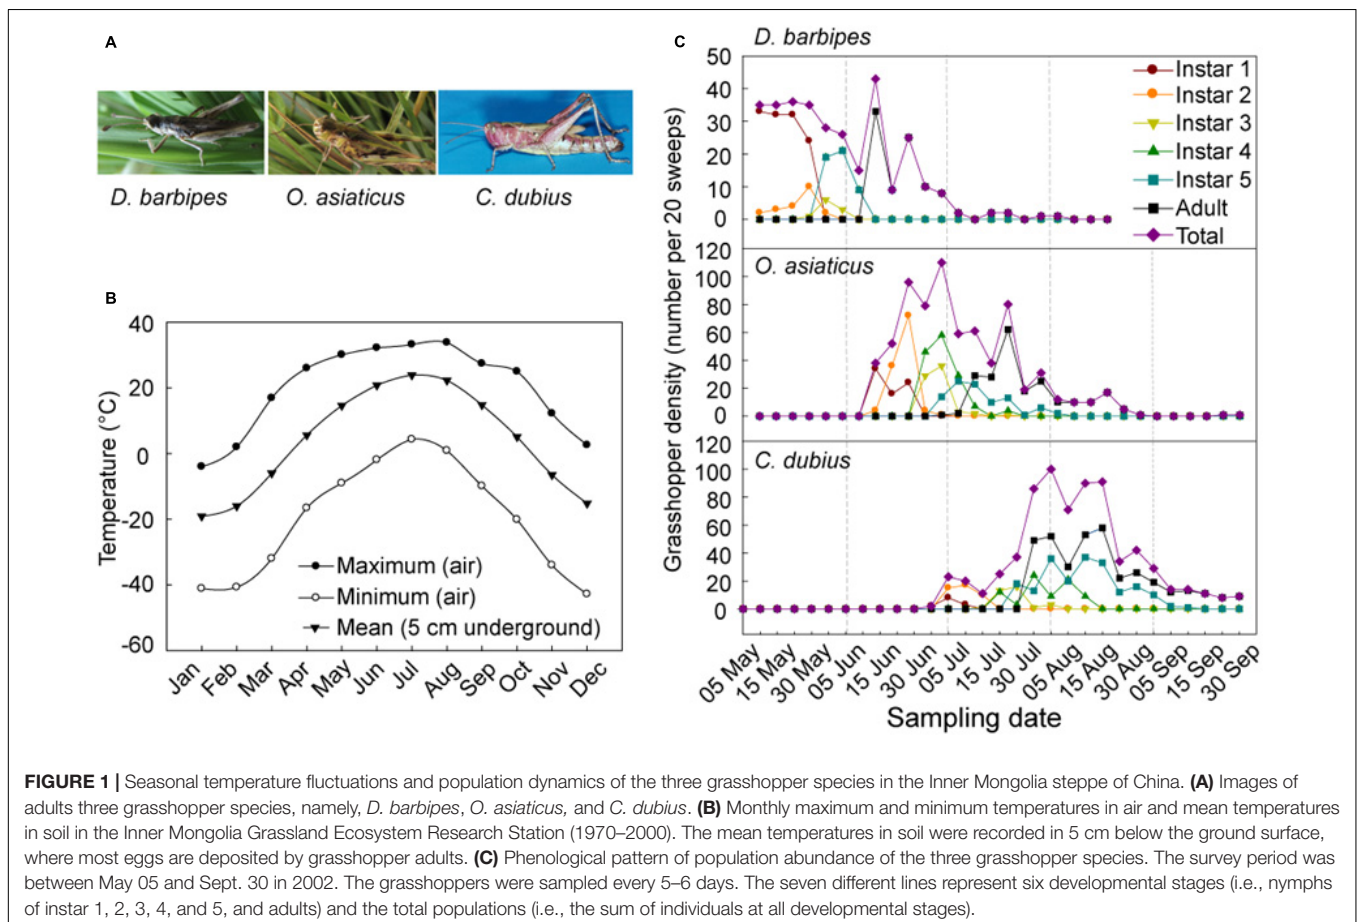 A
D. barbipes
O. asiaticus
C. dubius
B
40
20
0
-20
-40
-60
Temperature (°C)
Maximum (air)
Minimum (air)
Mean (5 cm underground)
Jan
Feb
Mar
Apr
May
Jun
Jul
Aug
Sep
Oct
Nov
Dec
C
D. barbipes
50
40
30
20
10
0
Instar 1
Instar 2
Instar 3
Instar 4
Instar 5
Adult
Total
O. asiaticus
120
100
80
60
40
20
0
C. dubius
120
100
80
60
40
20
0
Grasshopper density (number per 20 sweeps)
05 May
15 May
30 May
05 Jun
15 Jun
30 Jun
05 Jul
15 Jul
30 Jul
05 Aug
15 Aug
30 Aug
05 Sep
15 Sep
30 Sep
Sampling date
FIGURE 1 | Seasonal temperature fluctuations and population dynamics of the three grasshopper species in the Inner Mongolia steppe of China. (A) Images of
adults three grasshopper species, namely, D. barbipes, O. asiaticus, and C. dubius. (B) Monthly maximum and minimum temperatures in air and mean temperatures
in soil in the Inner Mongolia Grassland Ecosystem Research Station (1970–2000). The mean temperatures in soil were recorded in 5 cm below the ground surface,
where most eggs are deposited by grasshopper adults. (C) Phenological pattern of population abundance of the three grasshopper species. The survey period was
between May 05 and Sept. 30 in 2002. The grasshoppers were sampled every 5–6 days. The seven different lines represent six developmental stages (i.e., nymphs
of instar 1, 2, 3, 4, and 5, and adults) and the total populations (i.e., the sum of individuals at all developmental stages).